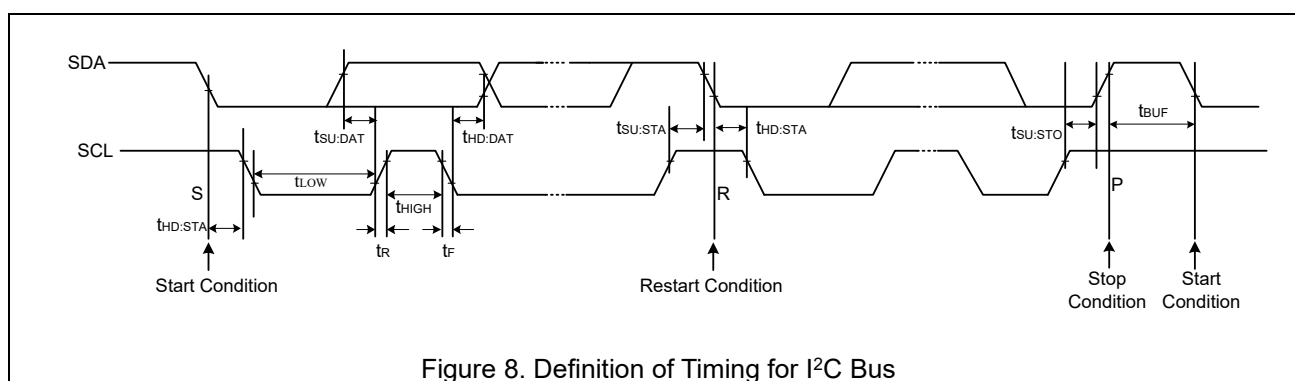 SDA
tSU:DAT
tHD:DAT
tSU:STA
tHD:STA
tSU:STO
tBUF
SCL
S
tLOW
tHIGH
R
P
tHD:STA
tR
tF
Start Condition
Restart Condition
Stop
Condition
Start
Condition
Figure 8. Definition of Timing for I²C Bus